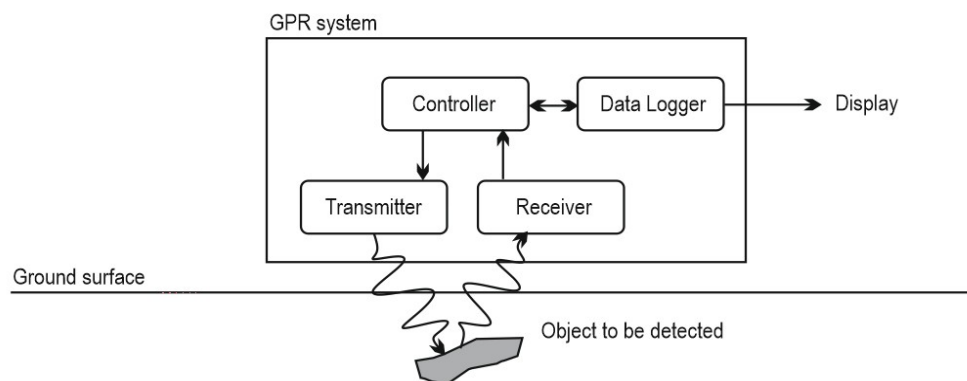 GPR system
Controller
Data Logger
Display
Transmitter
Receiver
Ground surface
Object to be detected